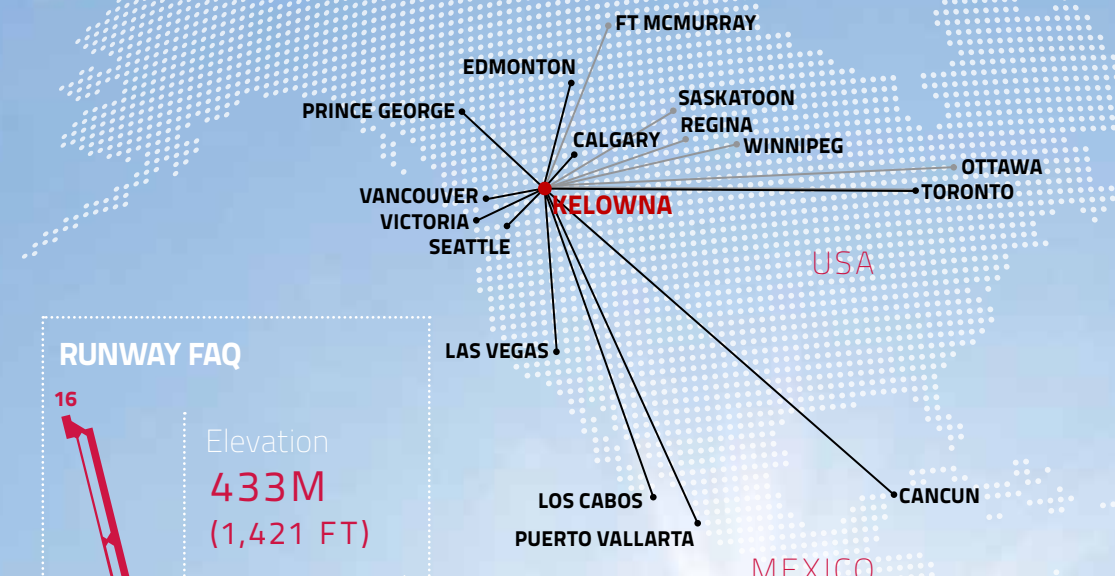 FT MCMURRAY
EDMONTON
PRINCE GEORGE
SASKATOON
REGINA
CALGARY
WINNIPEG
OTTAWA
TORONTO
VANCOUVER
KELOWNA
VICTORIA
SEATTLE
USA
LAS VEGAS
LOS CABOS
CANCUN
PUERTO VALLARTA
MEXICO
RUNWAY FAQ
16
Elevation
433M
(1,421 FT)